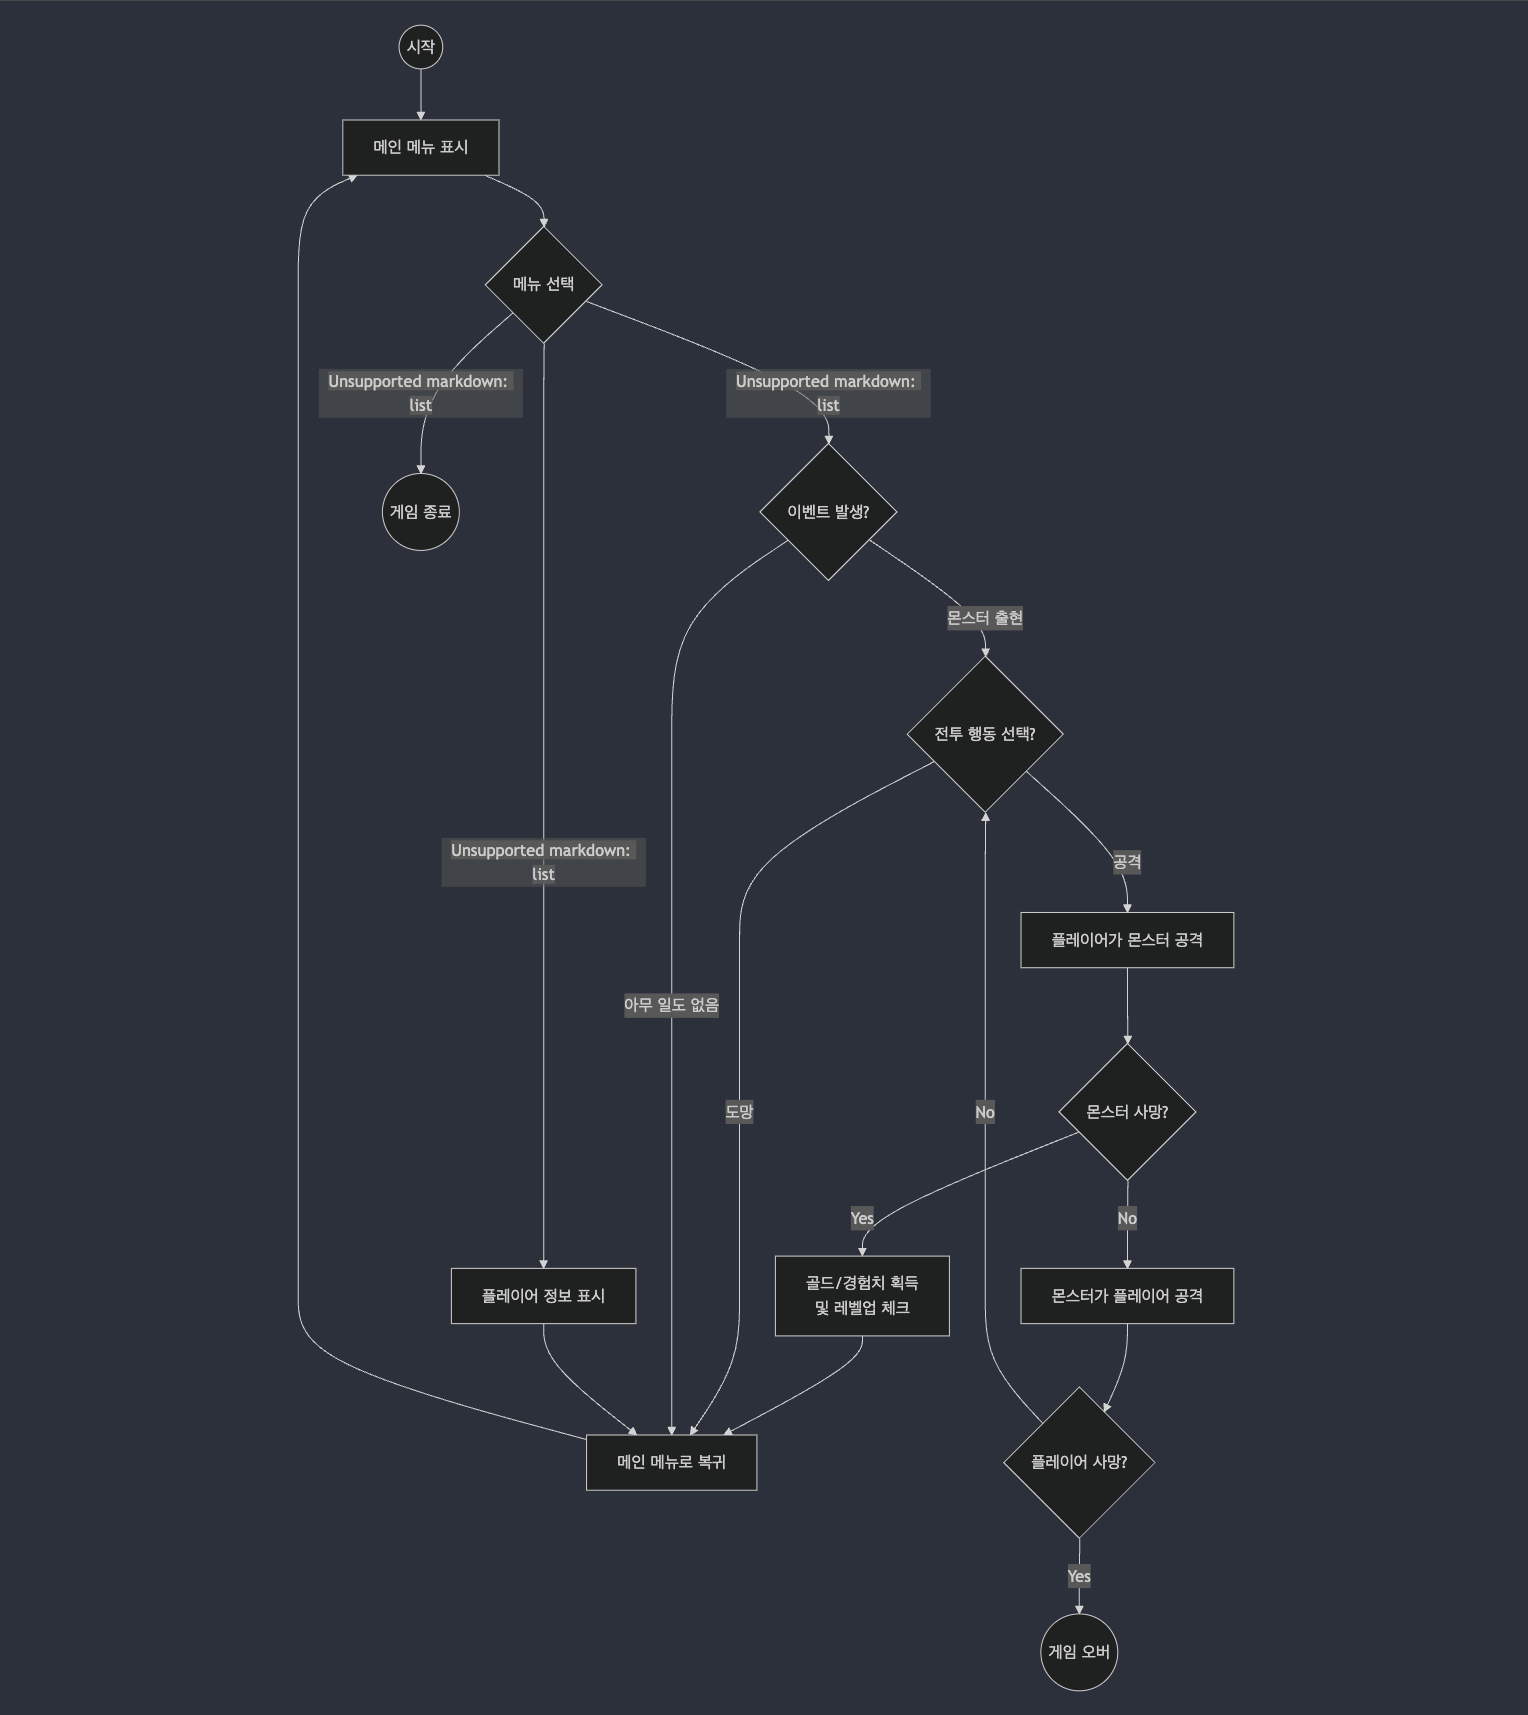 시작
메인 메뉴 표시
메뉴 선택
Unsupported markdown:
list
Unsupported markdown:
list
게임 종료
이벤트 발생?
몬스터 출현
전투 행동 선택?
Unsupported markdown:
list
공격
플레이어가 몬스터 공격
아무 일도 없음
도망
No
몬스터 사망?
Yes
No
플레이어 정보 표시
골드/경험치 획득
및 레벨업 체크
몬스터가 플레이어 공격
메인 메뉴로 복귀
플레이어 사망?
Yes
게임 오버